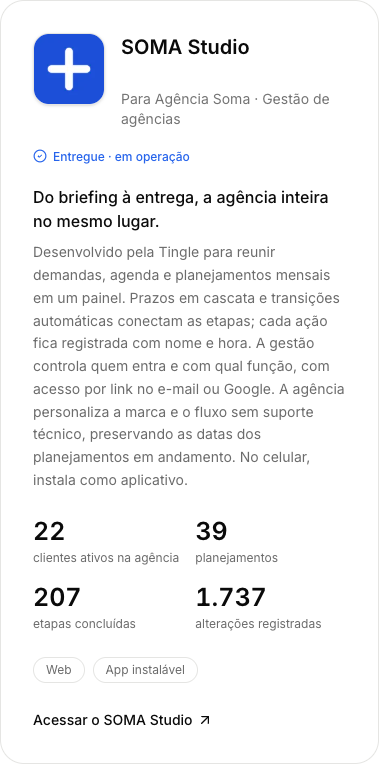 SOMA Studio
Para Agência Soma · Gestão de
agências
Entregue · em operação
Do briefing à entrega, a agência inteira
no mesmo lugar.
Desenvolvido pela Tingle para reunir
demandas, agenda e planejamentos mensais
em um painel. Prazos em cascata e transições
automáticas conectam as etapas; cada ação
fica registrada com nome e hora. A gestão
controla quem entra e com qual função, com
acesso por link no e-mail ou Google. A agência
personaliza a marca e o fluxo sem suporte
técnico, preservando as datas dos
planejamentos em andamento. No celular,
instala como aplicativo.
22 39
clientes ativos na agência planejamentos
207 1.737
etapas concluídas alterações registradas
Web App instalável
Acessar o SOMA Studio